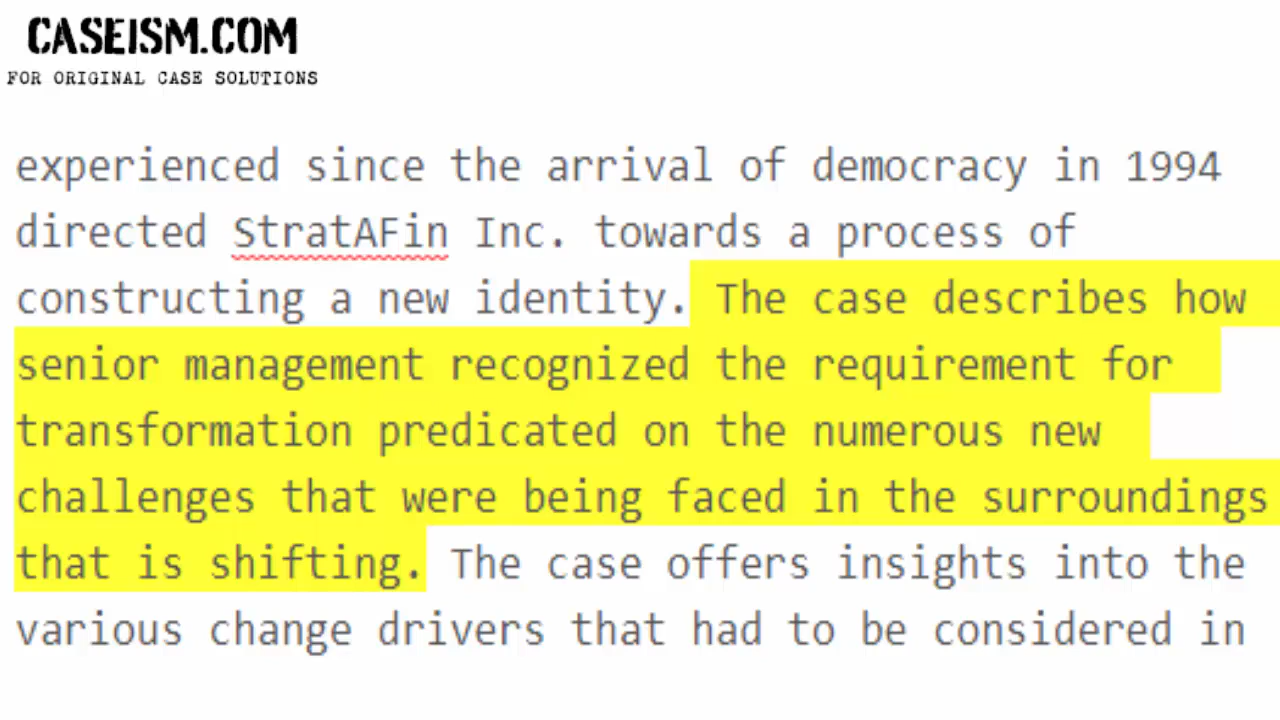 CASEISM.COM
FOR ORIGINAL CASE SOLUTIONS
experienced since the arrival of democracy in 1994
directed StratAFin Inc. towards a process of
constructing a new identity. The case describes how
senior management recognized the requirement for
transformation predicated on the numerous new
challenges that were being faced in the surroundings
that is shifting. The case offers insights into the
various change drivers that had to be considered in